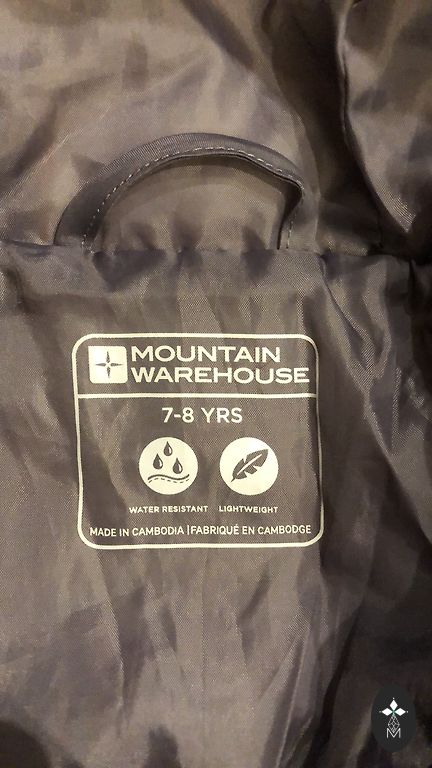 MOUNTAIN
WAREHOUSE
7-8 YRS
WATER RESISTANT LIGHTWEIGHT
MADE IN CAMBODIA | FABRIQUÉ EN CAMBODGE
M